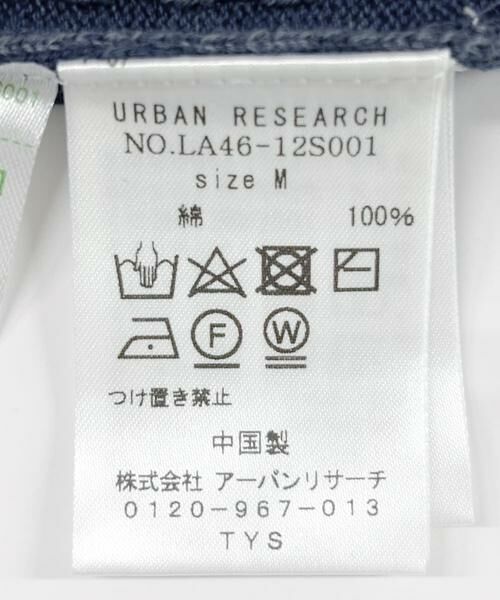 URBAN RESEARCH
NO.LA46-12S001
size M
綿 100%
F W
つけ置き禁止
中国製
株式会社 アーバンリサーチ
0120-967-013
TYS